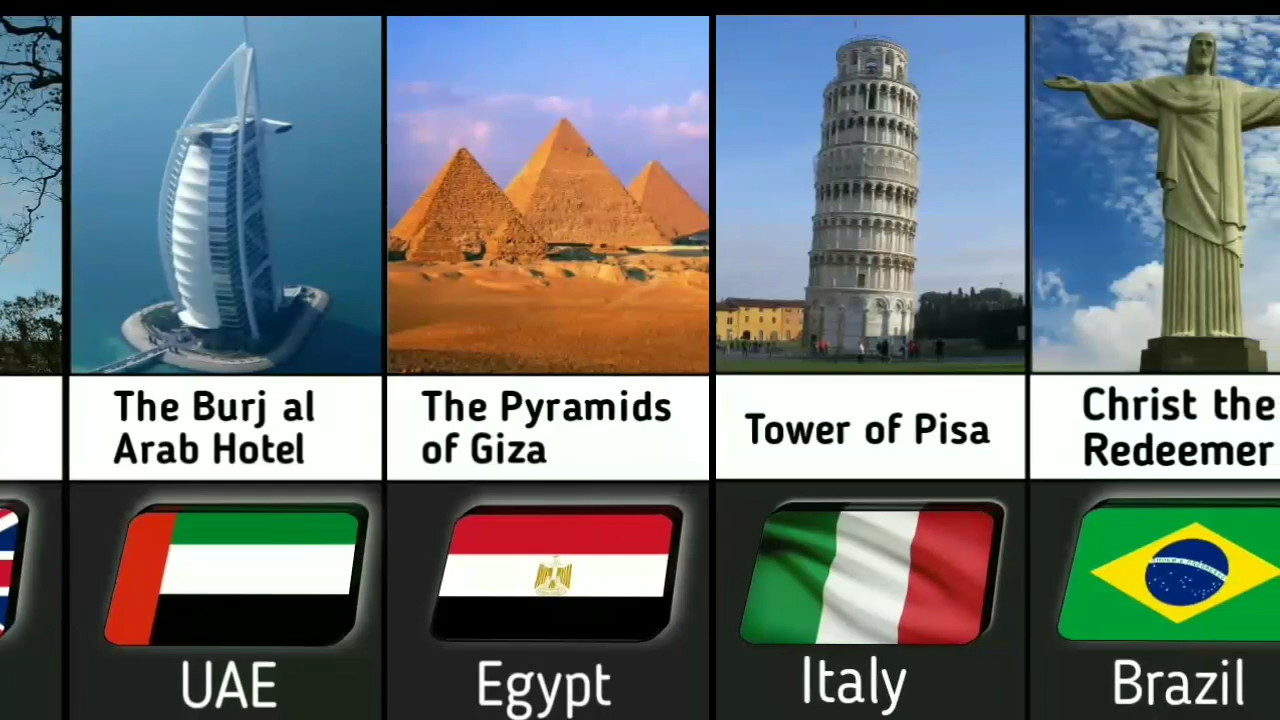 The Burj al
Arab Hotel
The Pyramids
of Giza
Tower of Pisa
Christ the
Redeemer
UAE
Egypt
Italy
Brazil